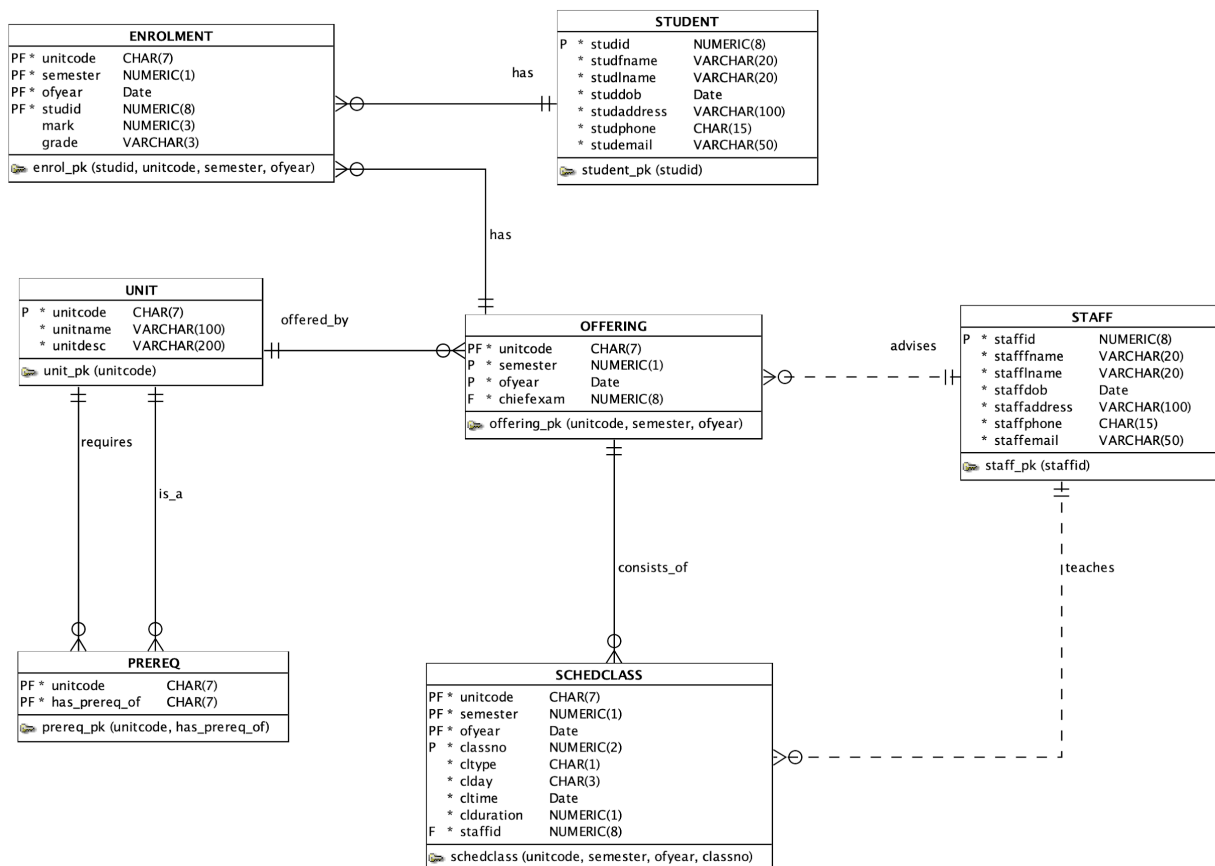 ENROLMENT
PF * unitcode CHAR(7)
PF * semester NUMERIC(1)
PF * ofyear Date
PF * studid NUMERIC(8)
mark NUMERIC(3)
grade VARCHAR(3)
enrol_pk (studid, unitcode, semester, ofyear)
has
STUDENT
P * studid NUMERIC(8)
* studfname VARCHAR(20)
* studlname VARCHAR(20)
* studdob Date
* studaddress VARCHAR(100)
* studphone CHAR(15)
* studemail VARCHAR(50)
student_pk (studid)
has
UNIT
P * unitcode CHAR(7)
* unitname VARCHAR(100)
* unitdesc VARCHAR(200)
unit_pk (unitcode)
offered_by
OFFERING
PF * unitcode CHAR(7)
P * semester NUMERIC(1)
P * ofyear Date
F * chiefexam NUMERIC(8)
offering_pk (unitcode, semester, ofyear)
advises
STAFF
P * staffid NUMERIC(8)
* stafffname VARCHAR(20)
* stafflname VARCHAR(20)
* staffdob Date
* staffaddress VARCHAR(100)
* staffphone CHAR(15)
* staffemail VARCHAR(50)
staff_pk (staffid)
requires
is_a
consists_of
teaches
PREREQ
PF * unitcode CHAR(7)
PF * has_prereq_of CHAR(7)
prereq_pk (unitcode, has_prereq_of)
SCHEDCLASS
PF * unitcode CHAR(7)
PF * semester NUMERIC(1)
PF * ofyear Date
P * classno NUMERIC(2)
* cltype CHAR(1)
* clday CHAR(3)
* cltime Date
* clduration NUMERIC(1)
F * staffid NUMERIC(8)
schedclass (unitcode, semester, ofyear, classno)